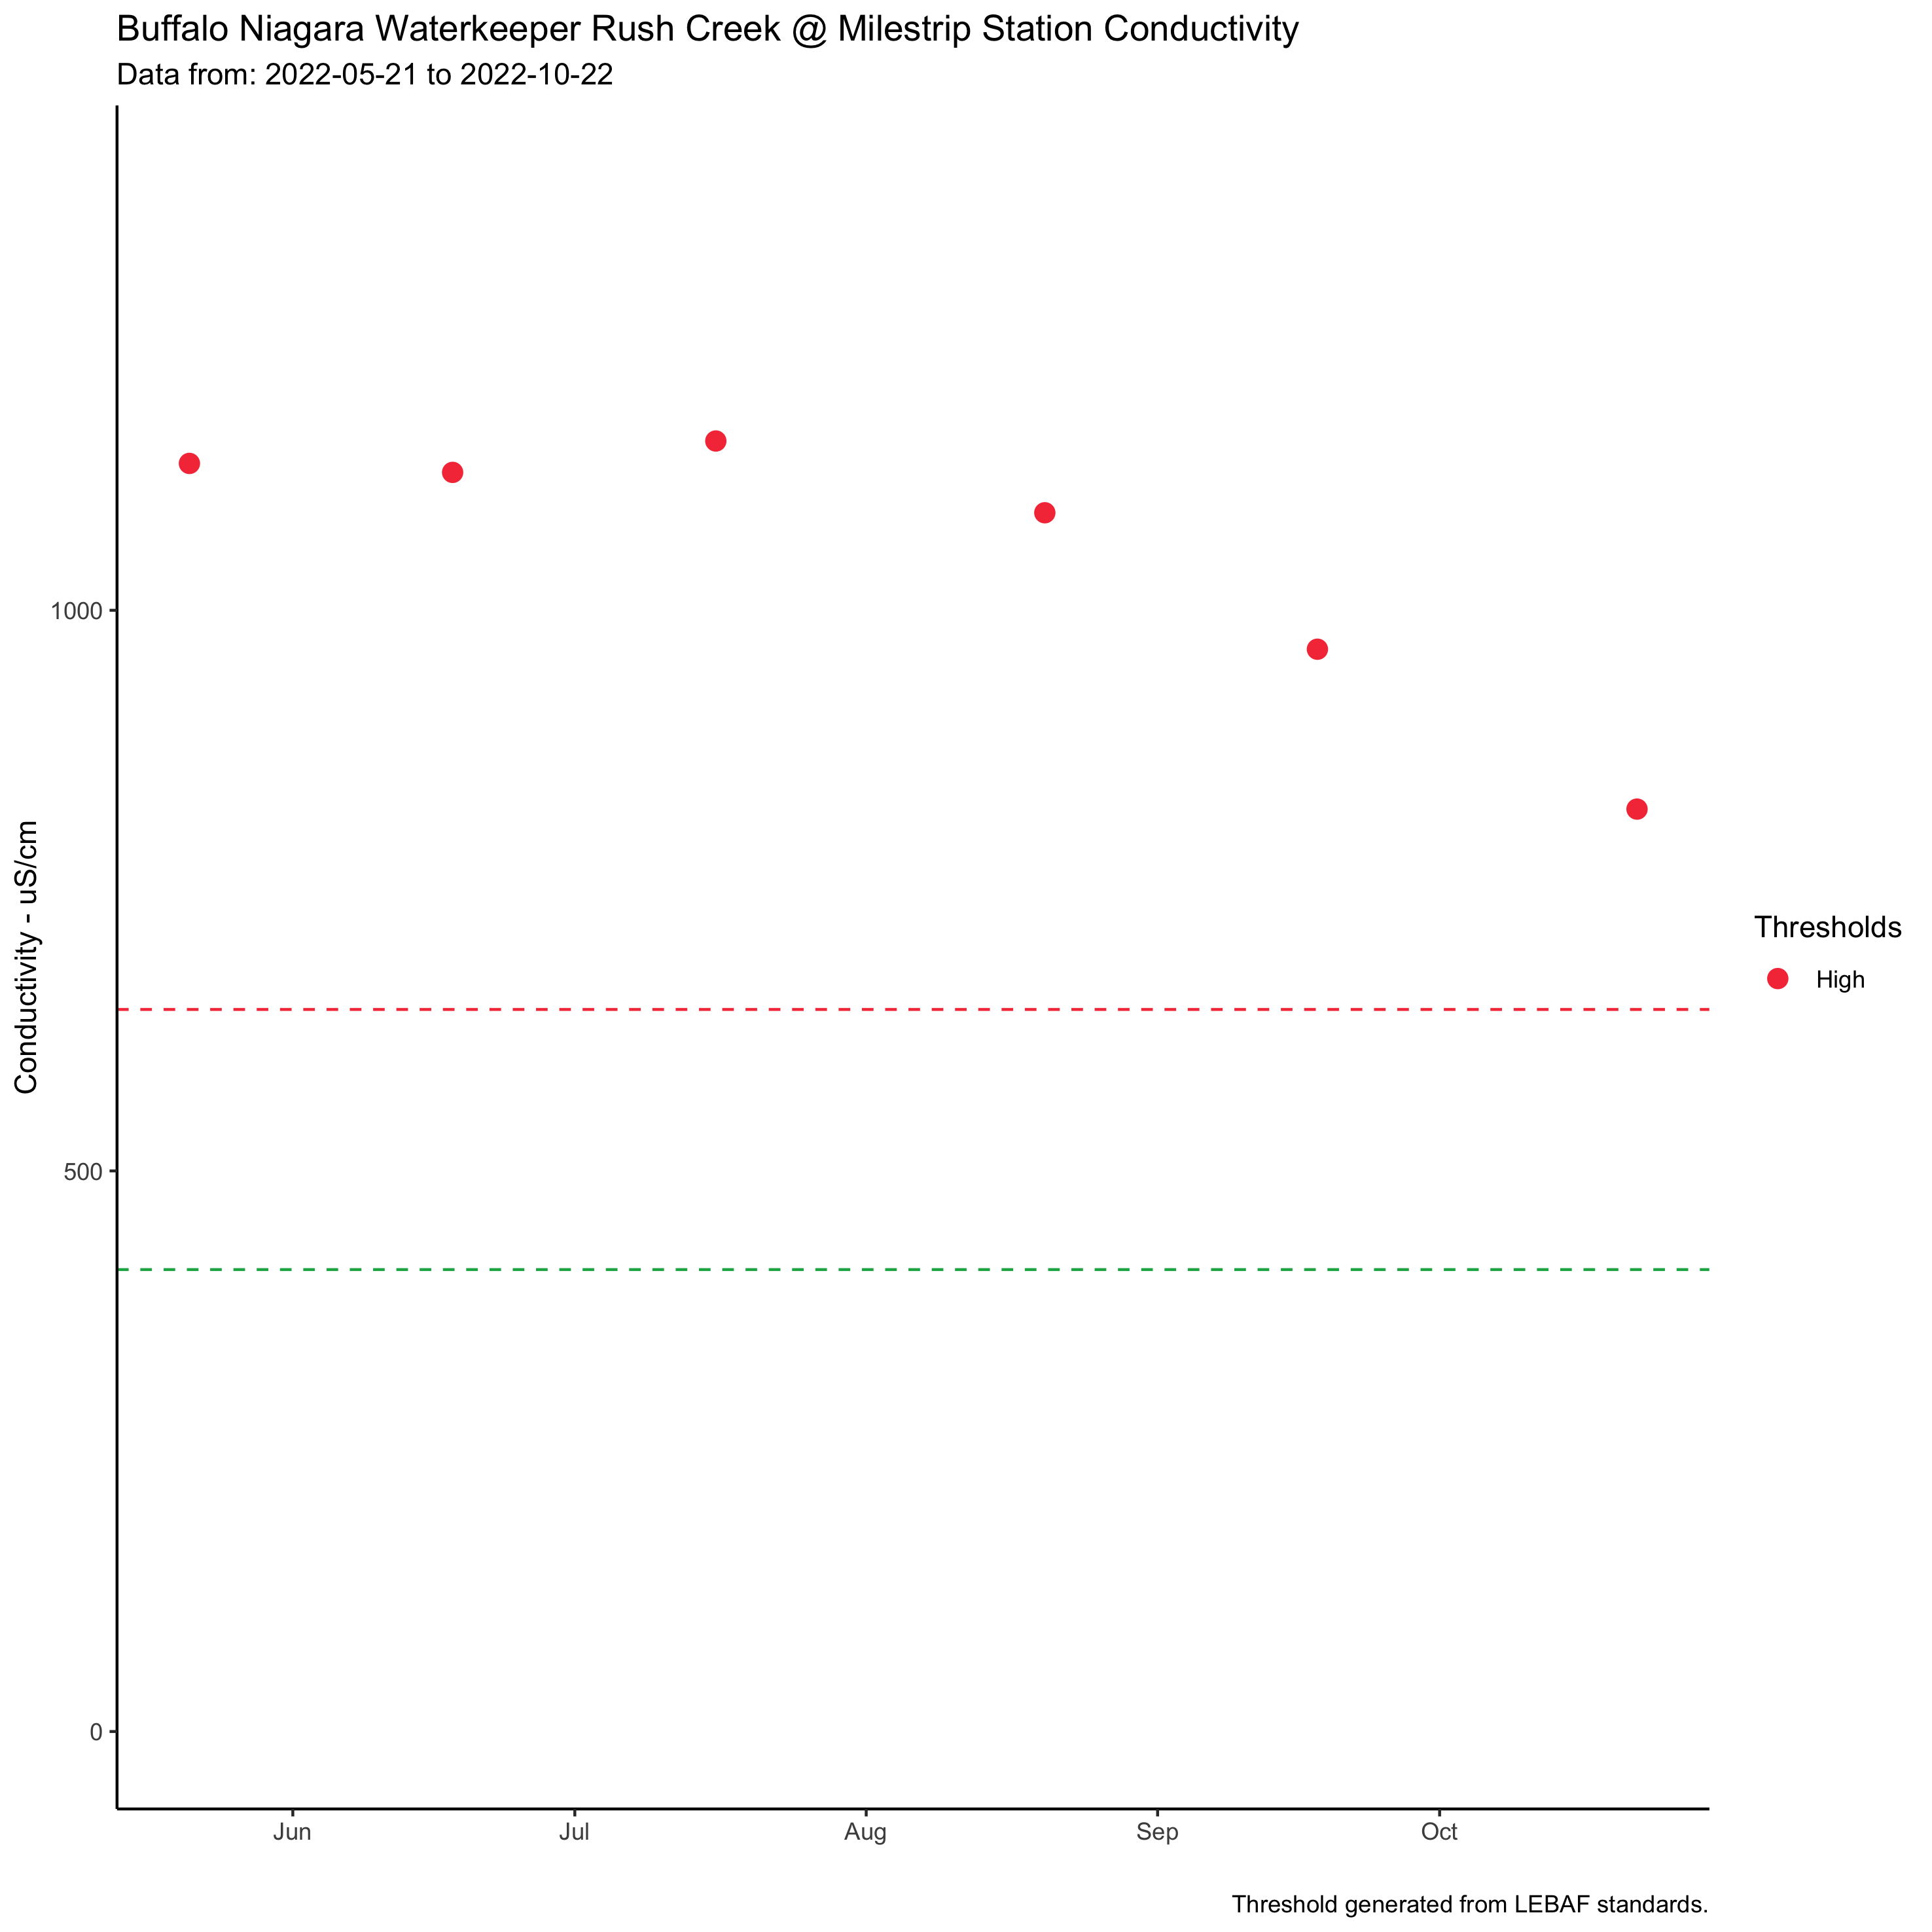 Buffalo Niagara Waterkeeper Rush Creek @ Milestrip Station Conductivity
Data from: 2022-05-21 to 2022-10-22
Conductivity - uS/cm
1000
500
0
Jun Jul Aug Sep Oct
Thresholds
High
Threshold generated from LEBAF standards.